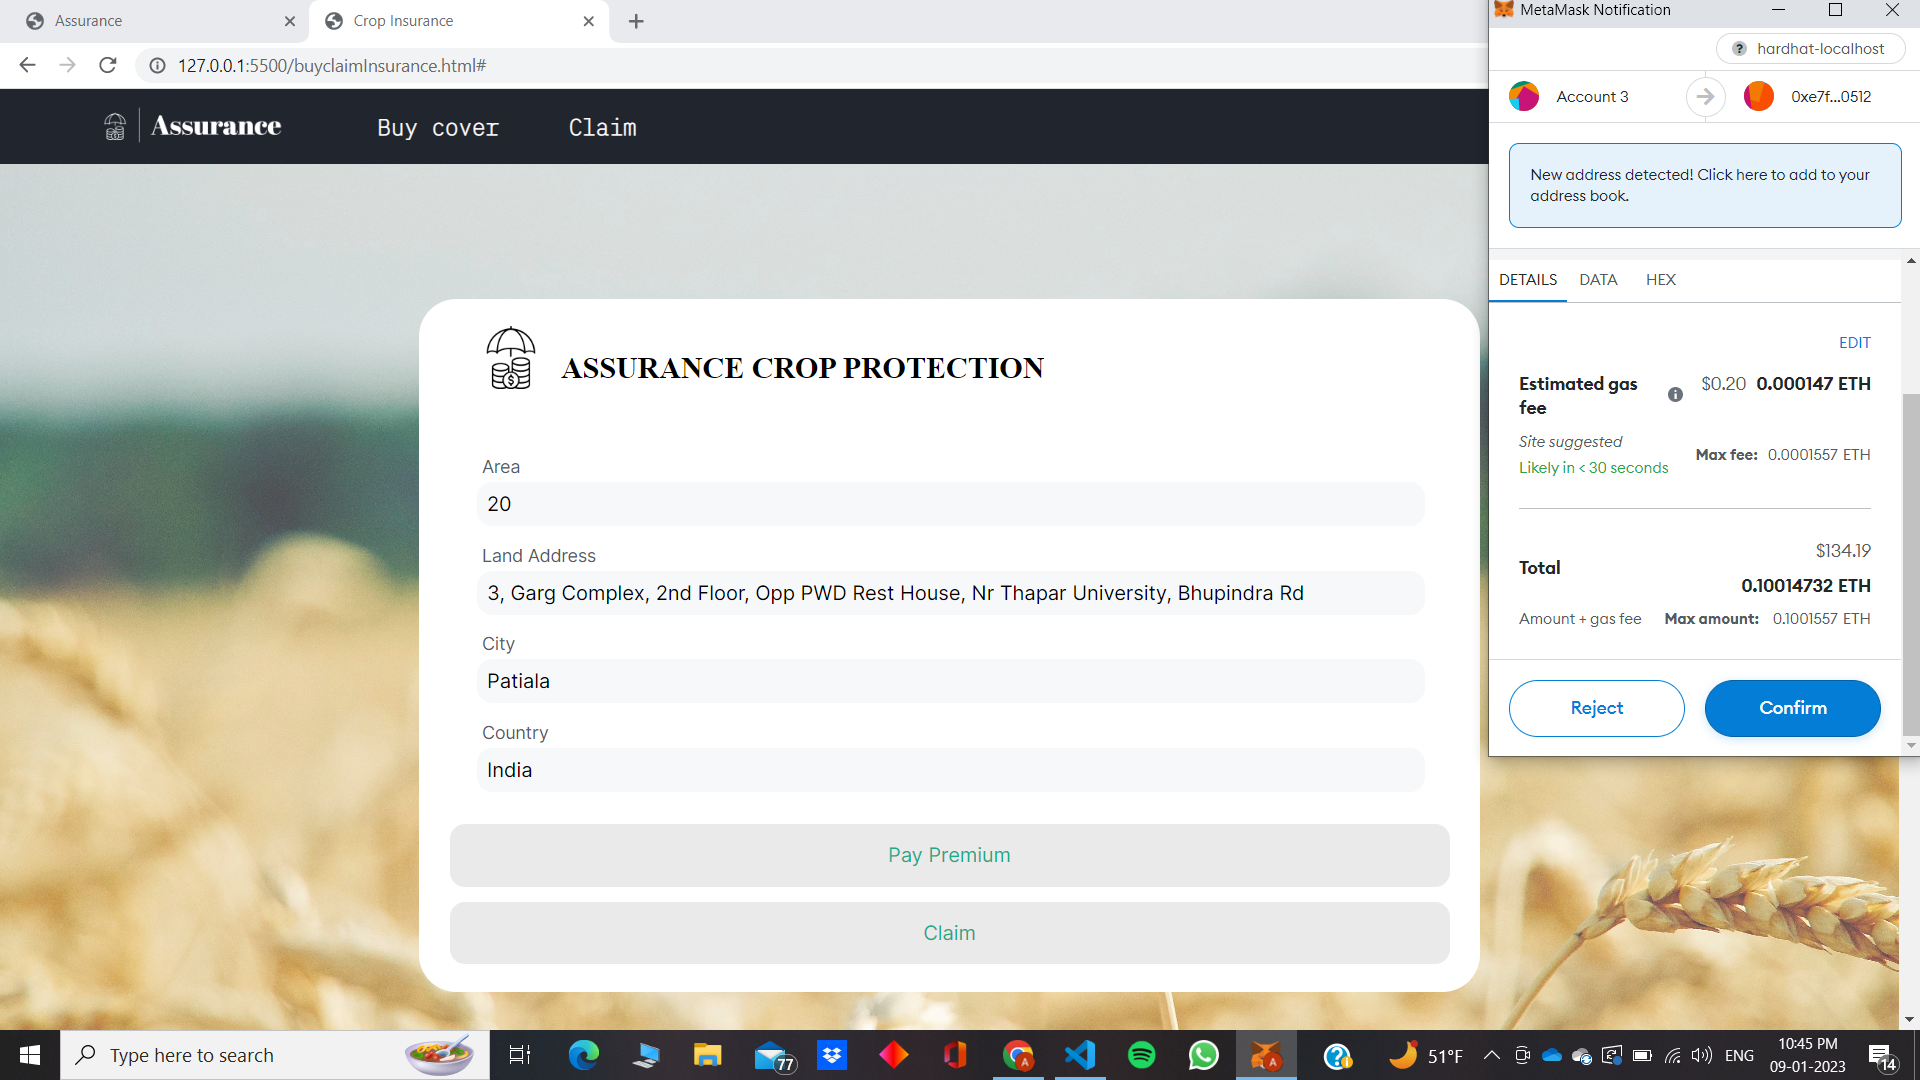 Assurance
Crop Insurance
127.0.0.1:5500/buyclaimInsurance.html#
Assurance
Buy cover
Claim
ASSURANCE CROP PROTECTION
Area
20
Land Address
3, Garg Complex, 2nd Floor, Opp PWD Rest House, Nr Thapar University, Bhupindra Rd
City
Patiala
Country
India
Pay Premium
Claim
MetaMask Notification
hardhat-localhost
Account 3
0xe7f...0512
New address detected! Click here to add to your
address book.
DETAILS
DATA
HEX
EDIT
Estimated gas
fee
$0.20 0.000147 ETH
Site suggested
Likely in < 30 seconds
Max fee: 0.0001557 ETH
Total
$134.19
0.10014732 ETH
Amount + gas fee
Max amount: 0.1001557 ETH
Reject
Confirm
Type here to search
77
51°F
ENG
10:45 PM
09-01-2023
14